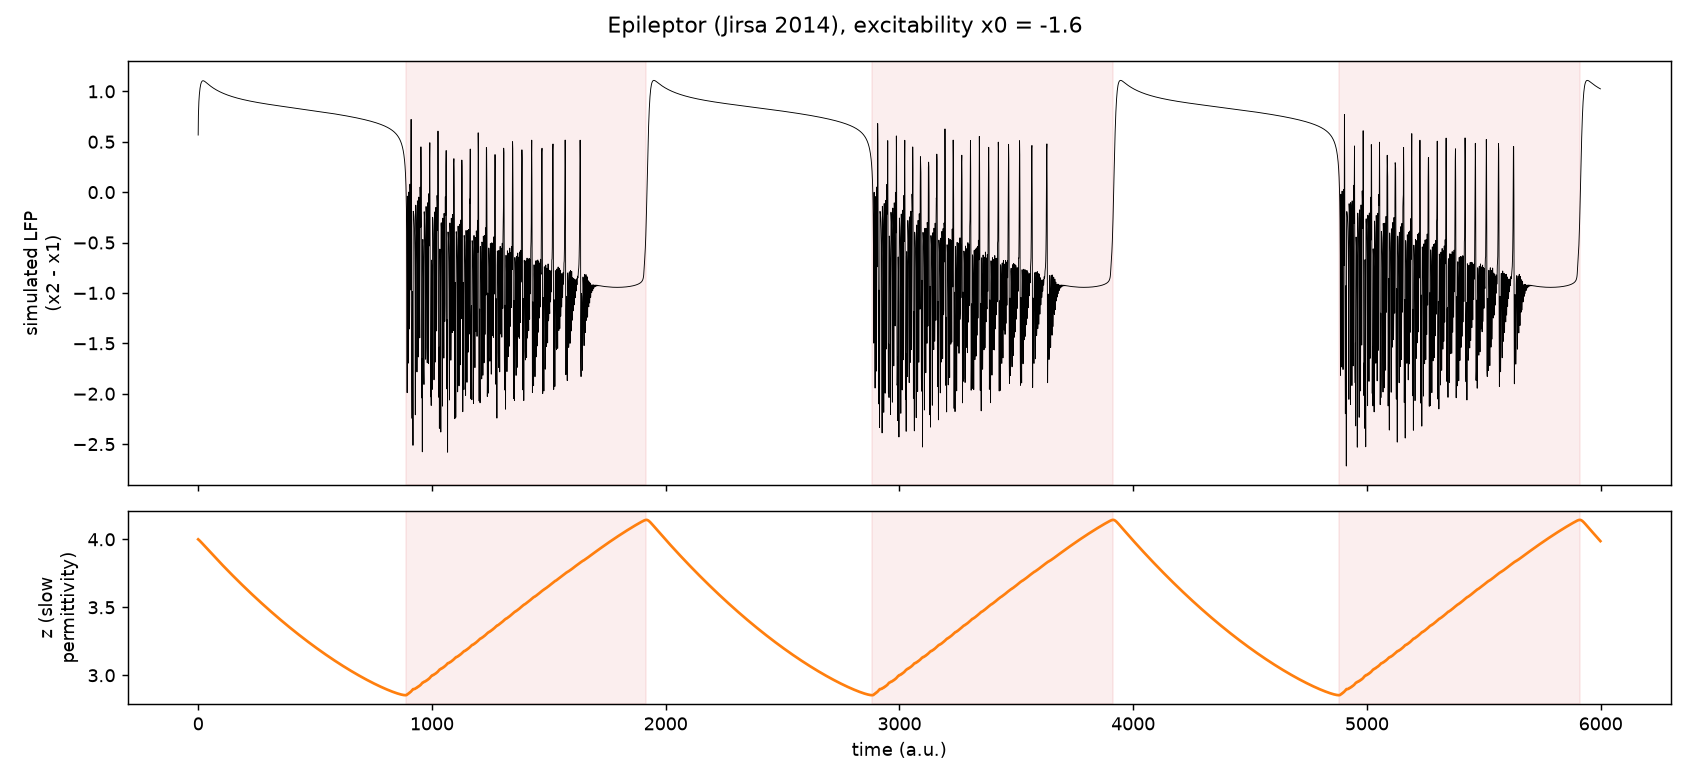 Epileptor (Jirsa 2014), excitability x0 = -1.6
simulated LFP
(x2 - x1)
1.0
0.5
0.0
−0.5
−1.0
−1.5
−2.0
−2.5
z (slow
permittivity)
4.0
3.5
3.0
0 1000 2000 3000 4000 5000 6000
time (a.u.)